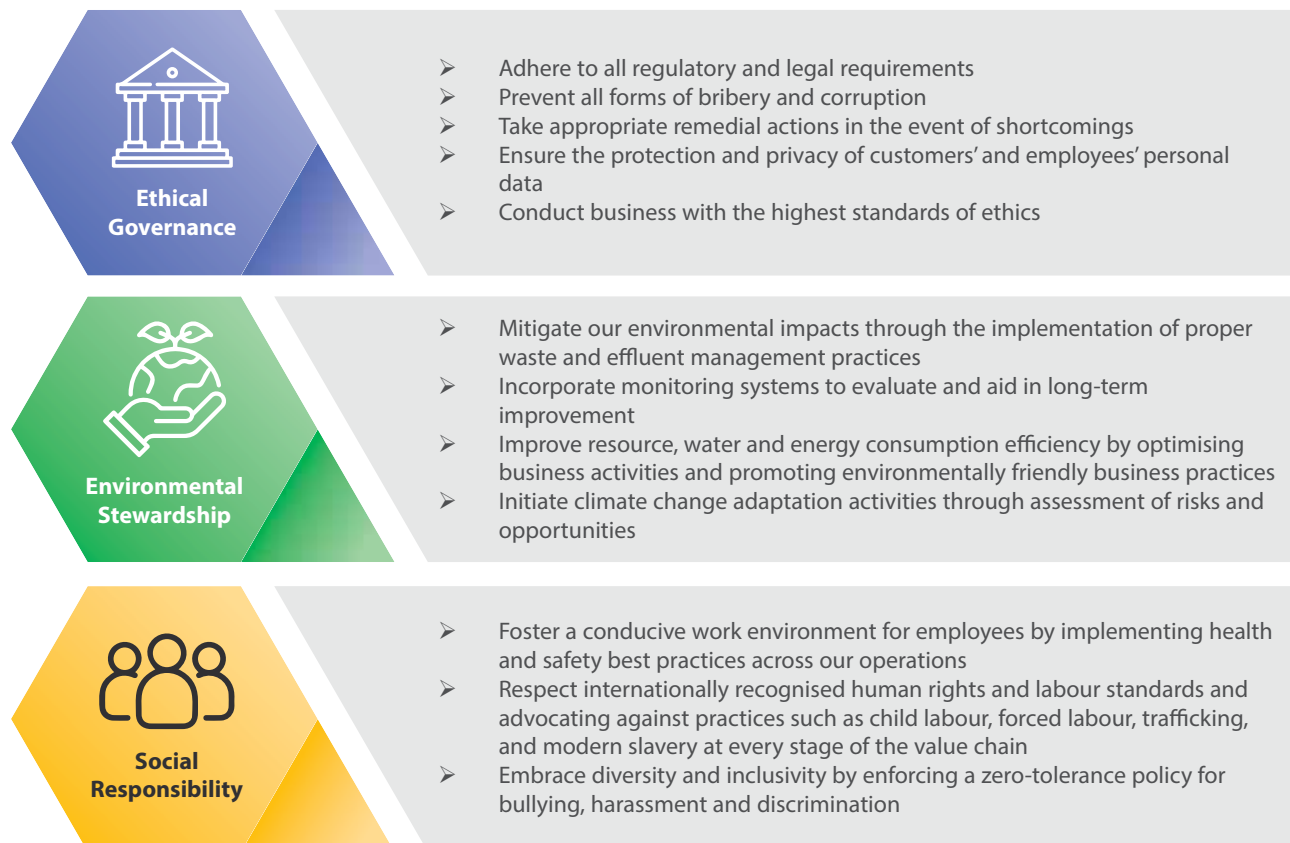 Ethical
Governance
➢ Adhere to all regulatory and legal requirements
➢ Prevent all forms of bribery and corruption
➢ Take appropriate remedial actions in the event of shortcomings
➢ Ensure the protection and privacy of customers’ and employees’ personal
data
➢ Conduct business with the highest standards of ethics
Environmental
Stewardship
➢ Mitigate our environmental impacts through the implementation of proper
waste and effluent management practices
➢ Incorporate monitoring systems to evaluate and aid in long-term
improvement
➢ Improve resource, water and energy consumption efficiency by optimising
business activities and promoting environmentally friendly business practices
➢ Initiate climate change adaptation activities through assessment of risks and
opportunities
Social
Responsibility
➢ Foster a conducive work environment for employees by implementing health
and safety best practices across our operations
➢ Respect internationally recognised human rights and labour standards and
advocating against practices such as child labour, forced labour, trafficking,
and modern slavery at every stage of the value chain
➢ Embrace diversity and inclusivity by enforcing a zero-tolerance policy for
bullying, harassment and discrimination